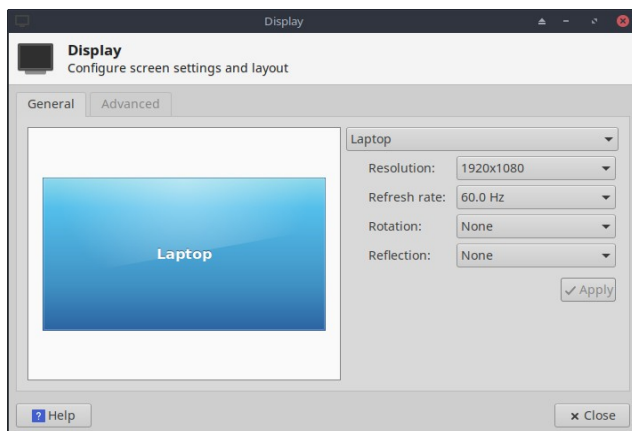 Display
Display
Configure screen settings and layout
General Advanced
Laptop
Laptop
Resolution: 1920x1080
Refresh rate: 60.0 Hz
Rotation: None
Reflection: None
Apply
? Help
Close